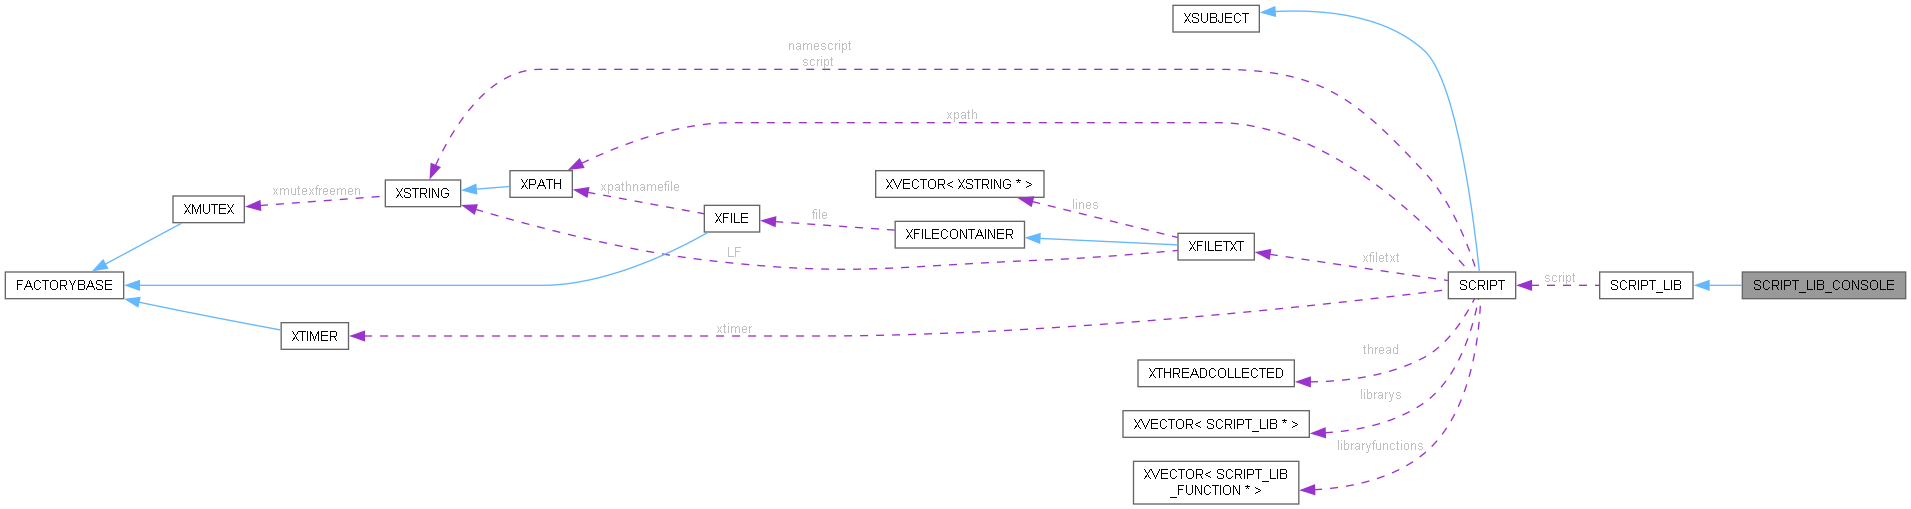 XSUBJECT
namescript
script
xpath
XSTRING
XPATH
XVECTOR< XSTRING * >
xmutexfreemen
xpathnamefile
lines
XMUTEX
XFILE
file
XFILECONTAINER
XFILETXT
LF
xfiletxt
FACTORYBASE
SCRIPT
script
SCRIPT_LIB
SCRIPT_LIB_CONSOLE
XTIMER
xtimer
thread
XTHREADCOLLECTED
librarys
XVECTOR< SCRIPT_LIB * >
libraryfunctions
XVECTOR< SCRIPT_LIB
_FUNCTION * >